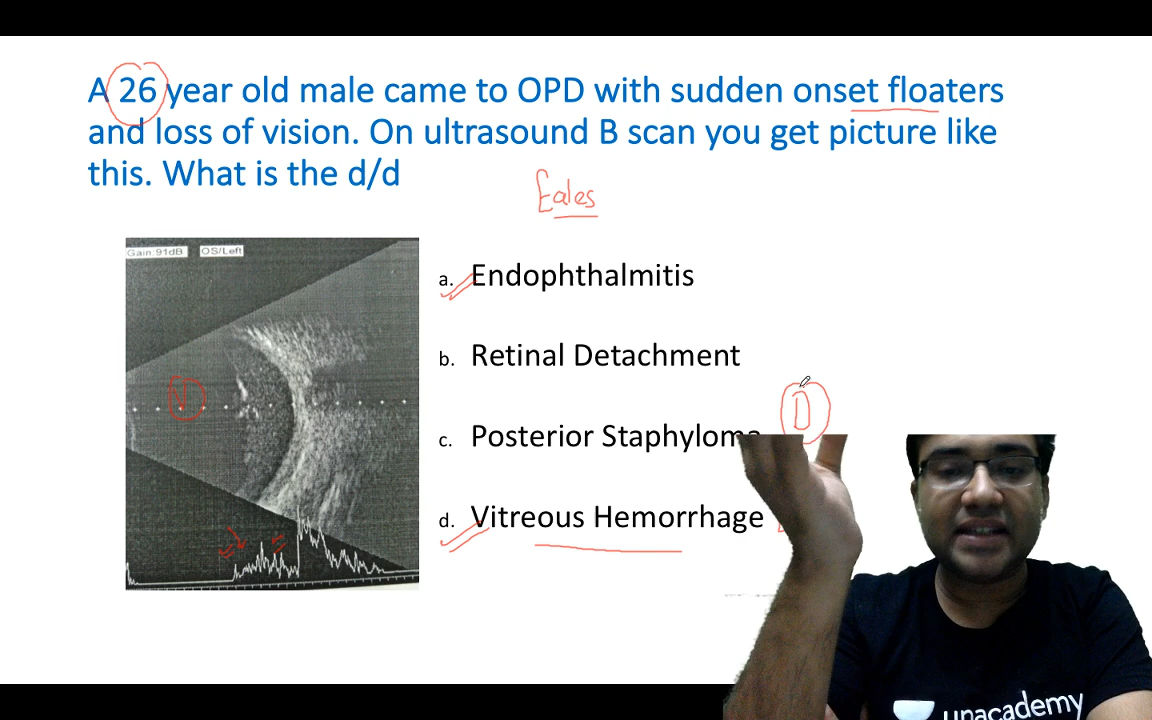 A 26 year old male came to OPD with sudden onset floaters
and loss of vision. On ultrasound B scan you get picture like
this. What is the d/d
Eales
Gain:91dB OS/Left
a. Endophthalmitis
b. Retinal Detachment
V
D
c. Posterior Staphyloma
d. Vitreous Hemorrhage
unacademy